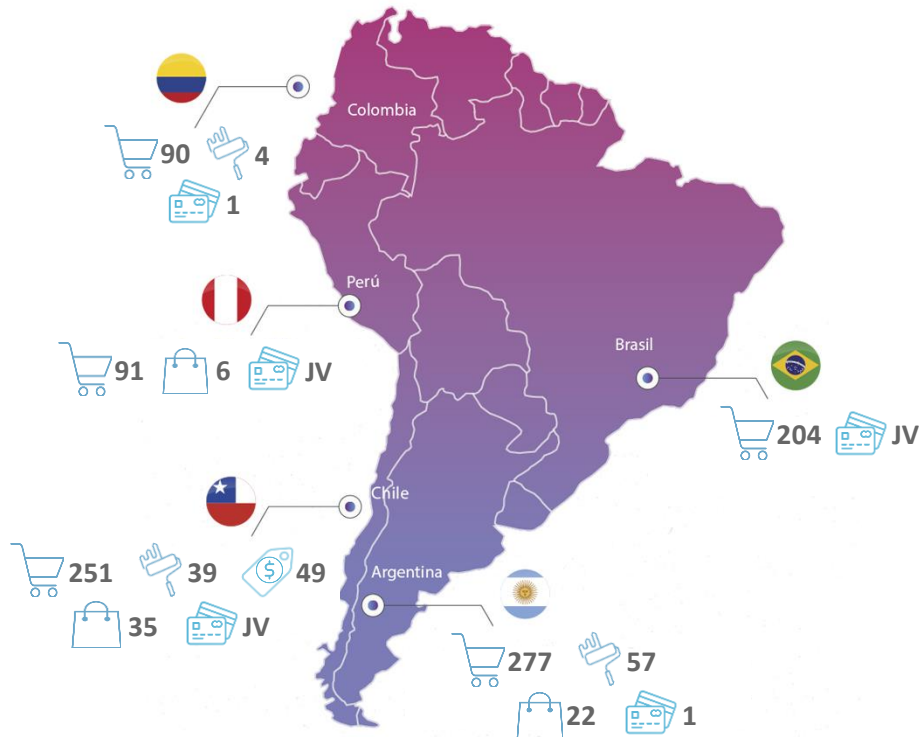 Colombia
90 4
1
Perú
91 6 JV
Brasil
204 JV
Chile
251 39 $ 49
35 JV
Argentina
277 57
22 1